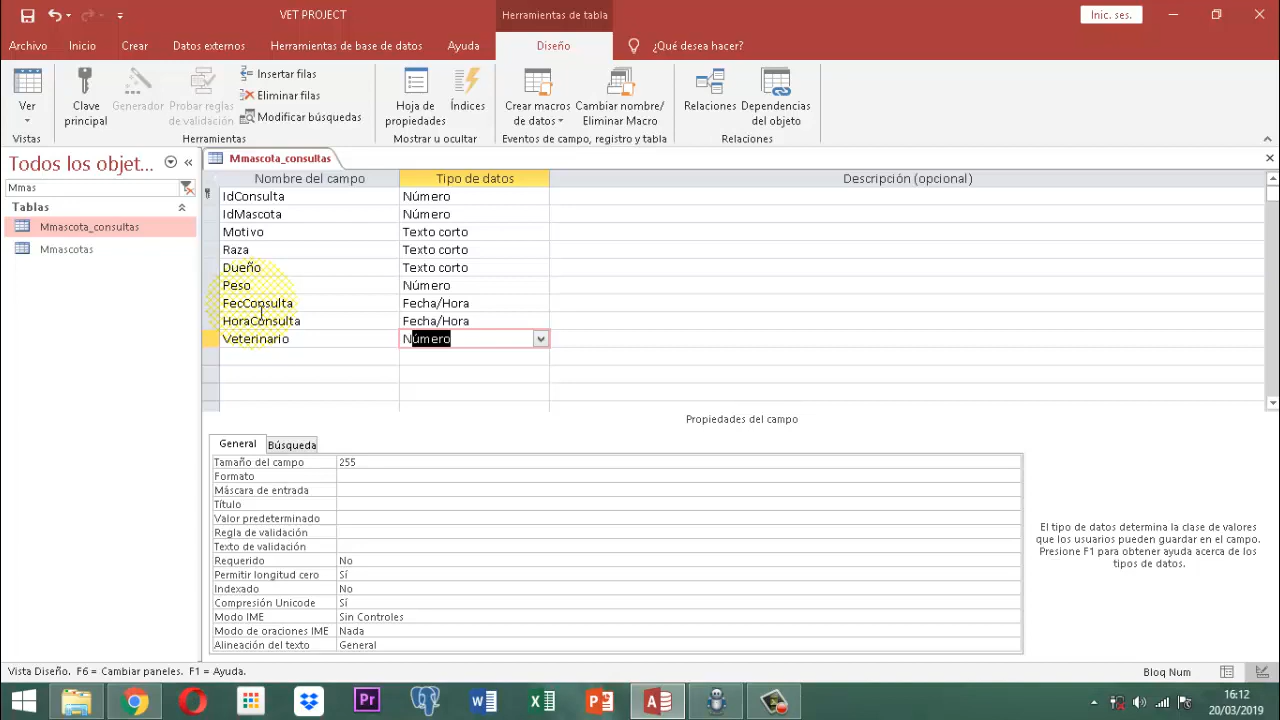 VET PROJECT
Herramientas de tabla
Inic. ses.
Archivo
Inicio
Crear
Datos externos
Herramientas de base de datos
Ayuda
Diseño
¿Qué desea hacer?
Ver
Clave principal
Generador
Probar reglas de validación
Insertar filas
Eliminar filas
Modificar búsquedas
Hoja de propiedades
Índices
Crear macros de datos
Cambiar nombre/ Eliminar Macro
Relaciones
Dependencias del objeto
Vistas
Herramientas
Mostrar u ocultar
Eventos de campo, registro y tabla
Relaciones
Todos los objet...
Mmas
Tablas
Mmascota_consultas
Mmascotas
Mmascota_consultas
Nombre del campo
Tipo de datos
Descripción (opcional)
IdConsulta Número
IdMascota Número
Motivo Texto corto
Raza Texto corto
Dueño Texto corto
Peso Número
FecConsulta Fecha/Hora
HoraConsulta Fecha/Hora
Veterinario Número
Propiedades del campo
General Búsqueda
Tamaño del campo 255
Formato
Máscara de entrada
Título
Valor predeterminado
Regla de validación
Texto de validación
Requerido No
Permitir longitud cero Sí
Indexado No
Compresión Unicode Sí
Modo IME Sin Controles
Modo de oraciones IME Nada
Alineación del texto General
El tipo de datos determina la clase de valores
que los usuarios pueden guardar en el campo.
Presione F1 para obtener ayuda acerca de los
tipos de datos.
Vista Diseño. F6 = Cambiar paneles. F1 = Ayuda.
Bloq Num
Pr
16:12
20/03/2019